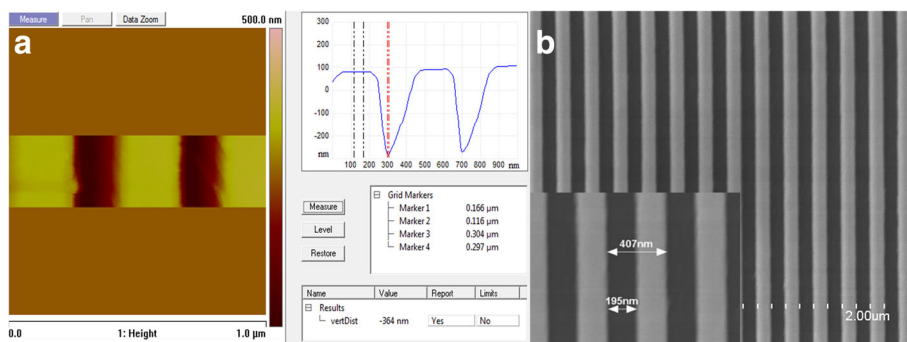 Measure Pan Data Zoom 500.0 nm
a
0.0 1: Height 1.0 µm
300
200
100
0
-100
-200
nm
100 200 300 400 500 600 700 800 900 nm
Measure
Level
Restore
Grid Markers
Marker 1 0.166 µm
Marker 2 0.116 µm
Marker 3 0.304 µm
Marker 4 0.297 µm
Name Value Report Limits
Results
vertDist -364 nm Yes No
b
407nm
195nm
2.00um